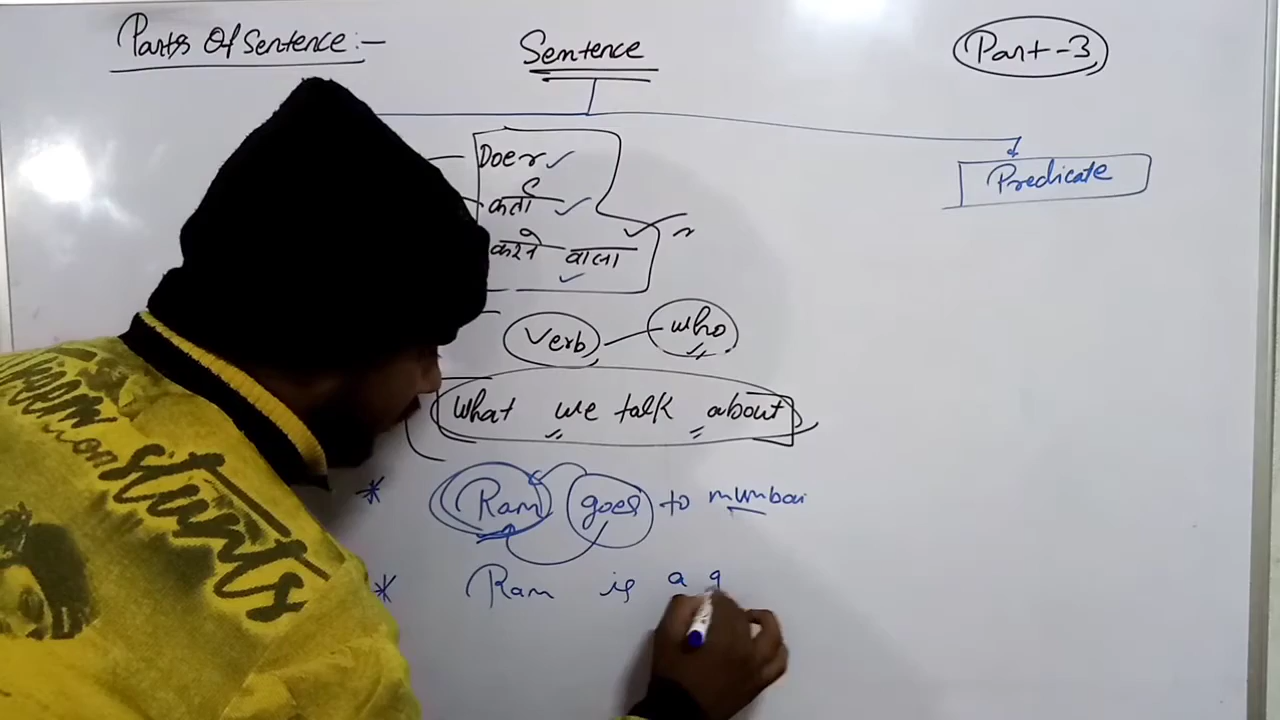 Parts Of Sentence :-
Sentence
Part-3
Doer
कर्ता
करने वाला
Predicate
Verb who
What we talk about
* Ram goes to mumbai
* Ram is a g
stunts